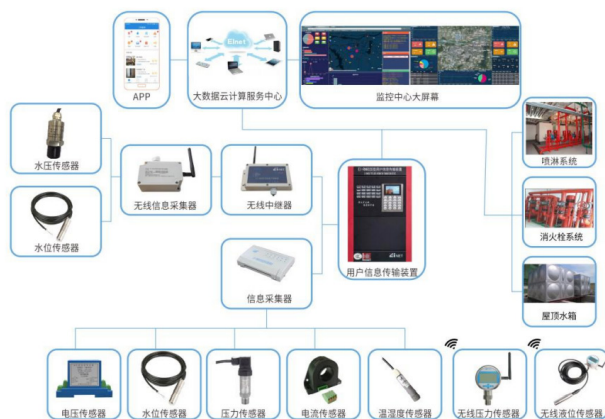 EInet
APP
大数据云计算服务中心
监控中心大屏幕
水压传感器
无线信息采集器
无线中继器
喷淋系统
水位传感器
用户信息传输装置
消火栓系统
信息采集器
屋顶水箱
电压传感器
水位传感器
压力传感器
电流传感器
温湿度传感器
无线压力传感器
无线液位传感器